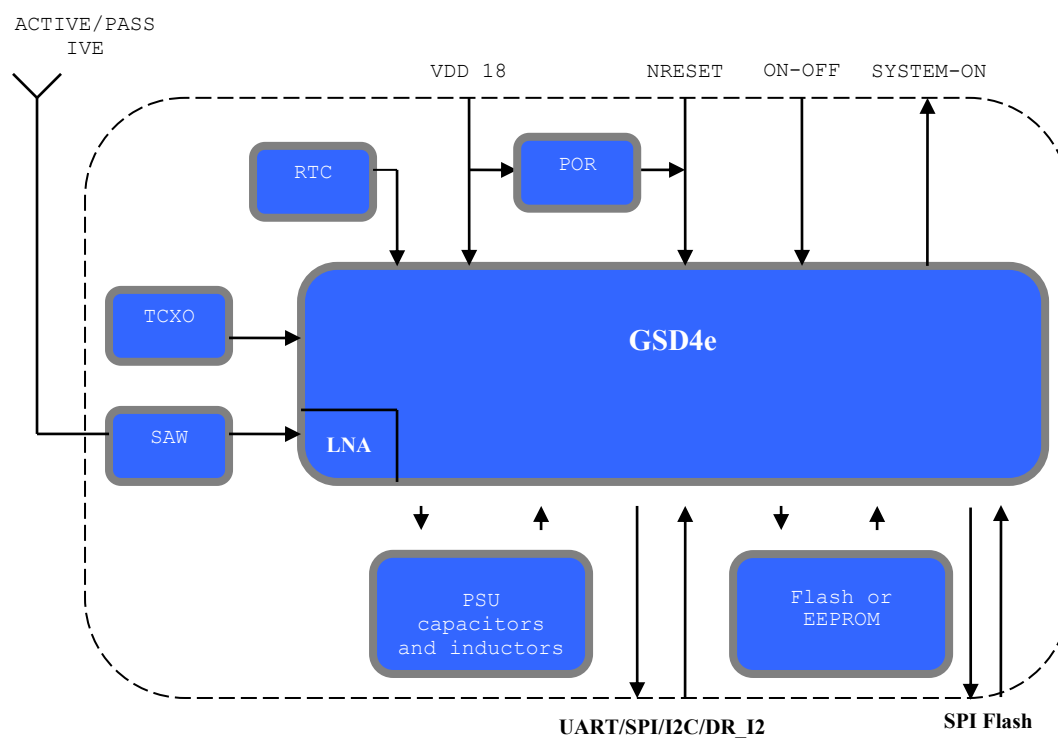 ACTIVE/PASS
IVE
VDD 18
NRESET
ON-OFF
SYSTEM-ON
RTC
POR
TCXO
GSD4e
SAW
LNA
PSU
capacitors
and inductors
Flash or
EEPROM
UART/SPI/I2C/DR_I2
SPI Flash